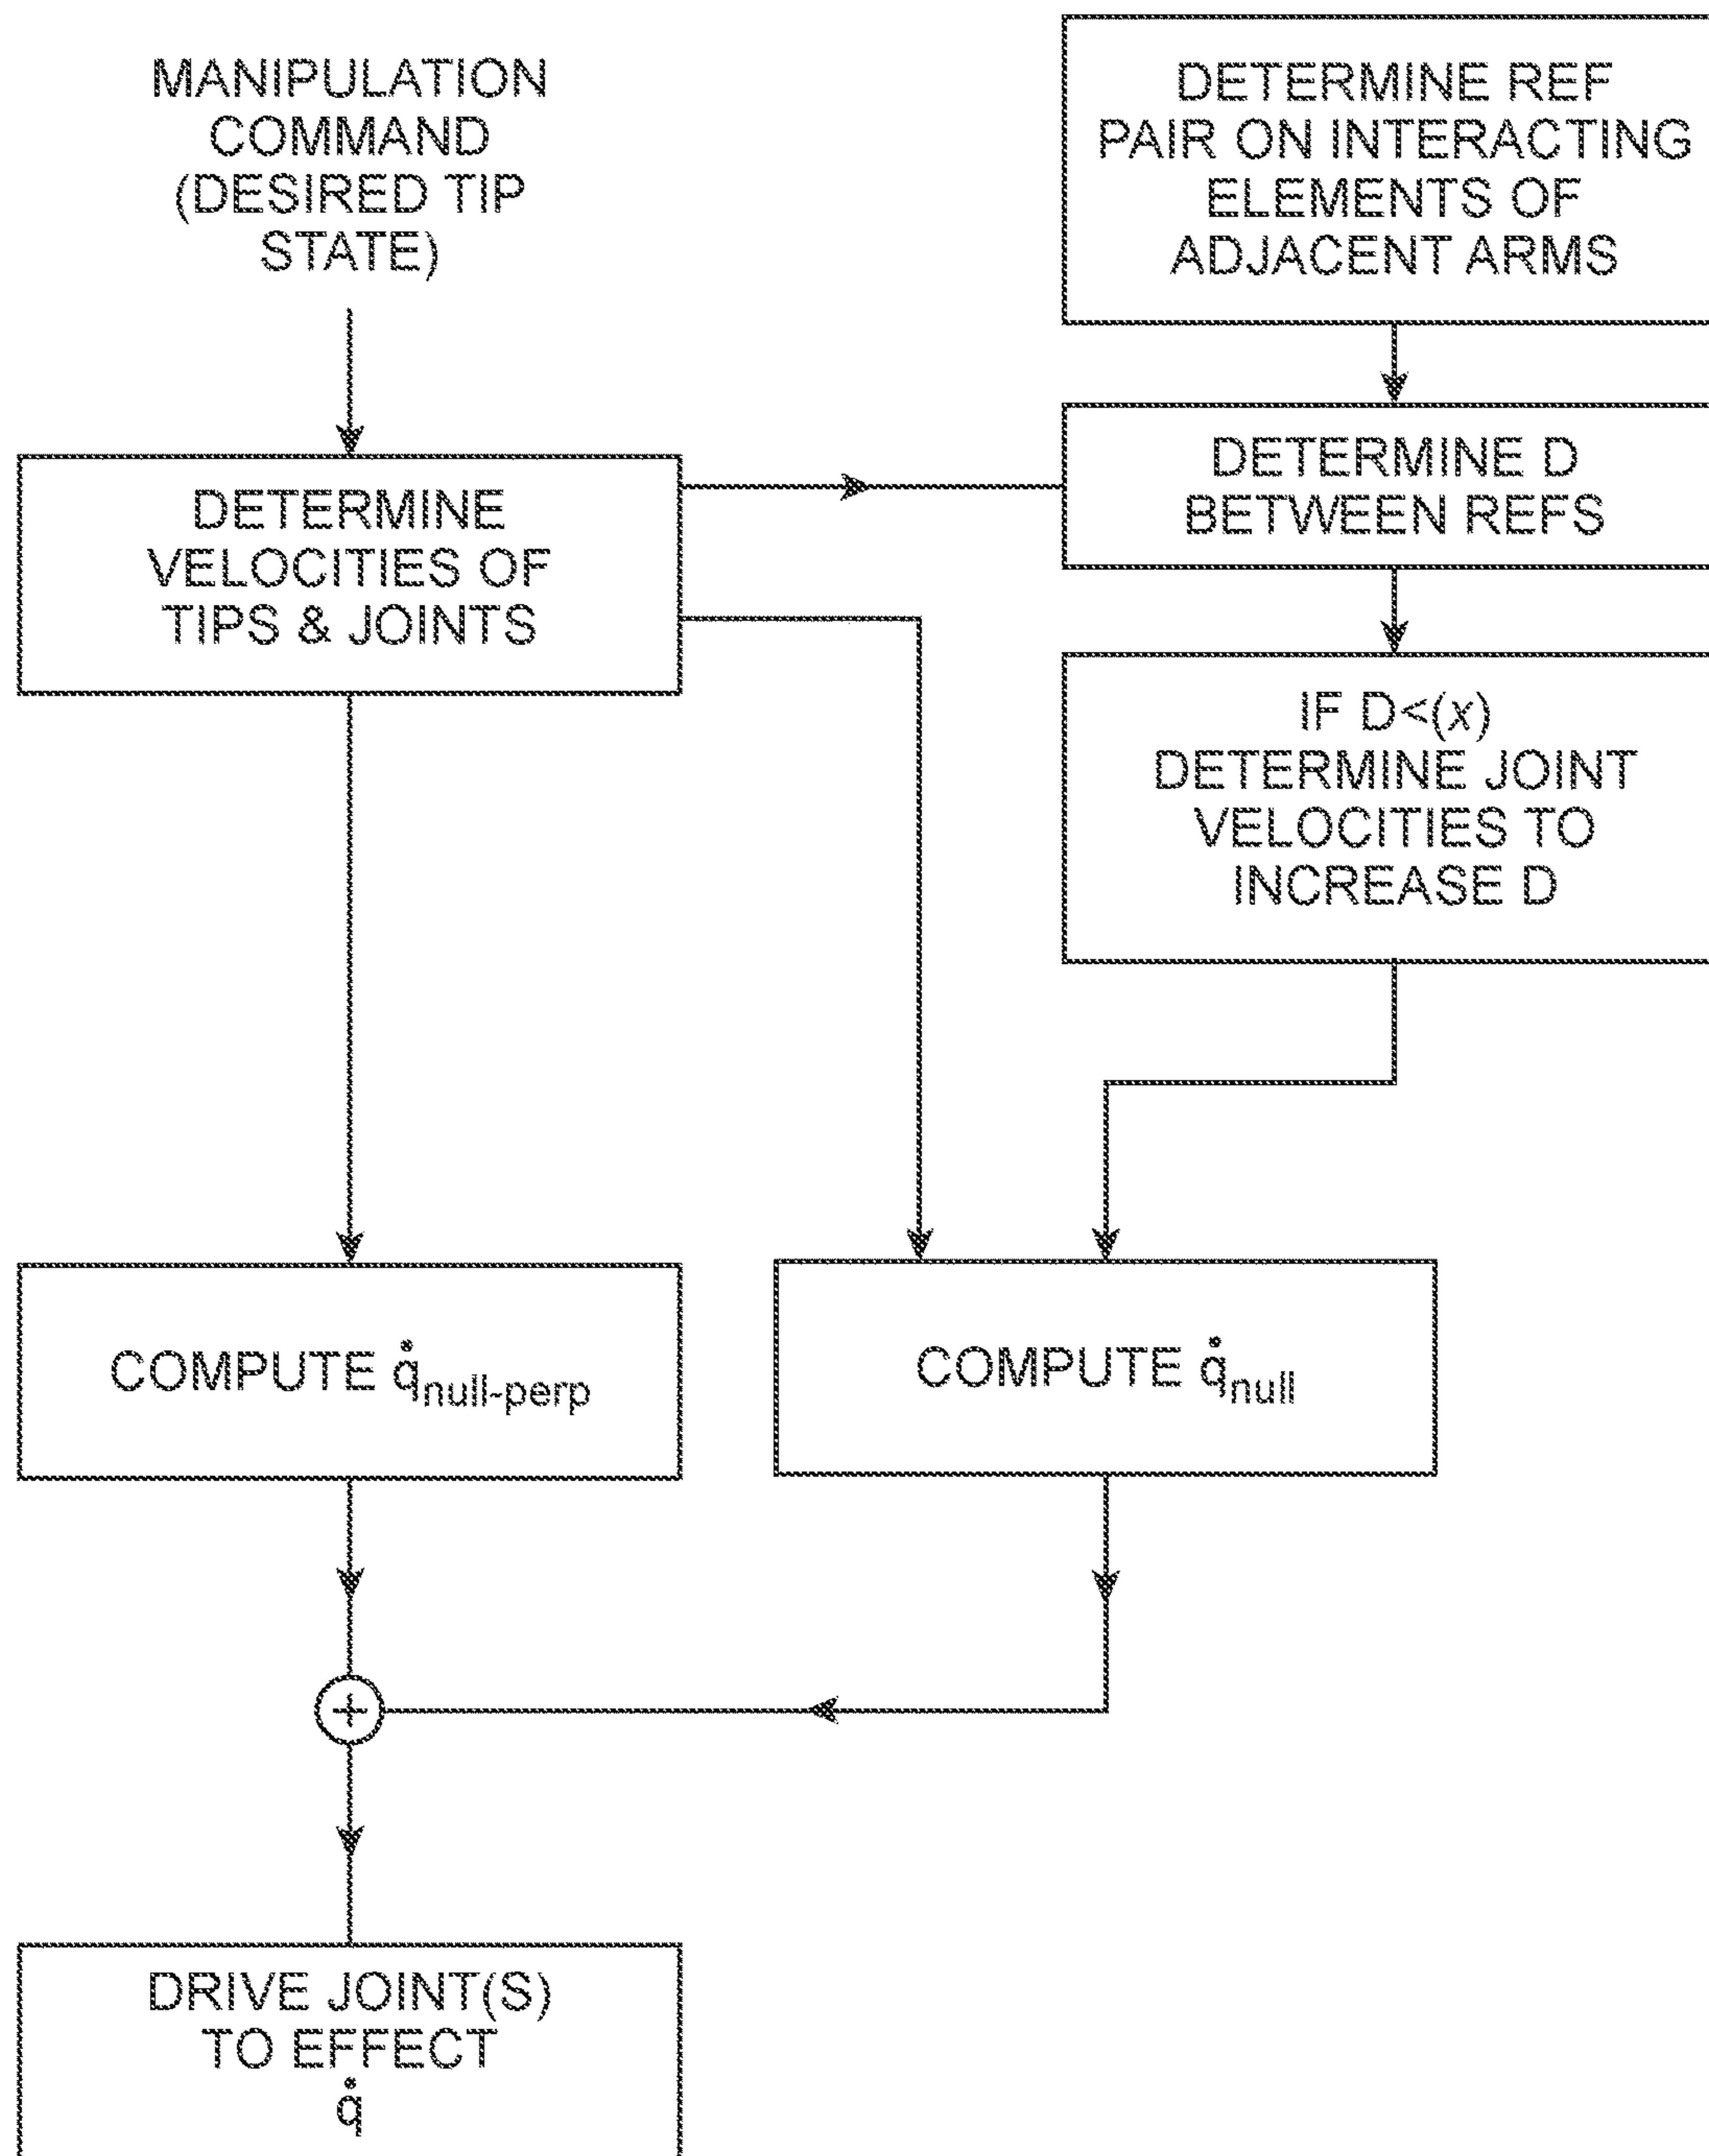 MANIPULATION
COMMAND
(DESIRED TIP
STATE)
DETERMINE REF
PAIR ON INTERACTING
ELEMENTS OF
ADJACENT ARMS
DETERMINE
VELOCITIES OF
TIPS & JOINTS
DETERMINE D
BETWEEN REFS
IF D<(x)
DETERMINE JOINT
VELOCITIES TO
INCREASE D
COMPUTE q̇null-perp
COMPUTE q̇null
+
DRIVE JOINT(S)
TO EFFECT
q̇